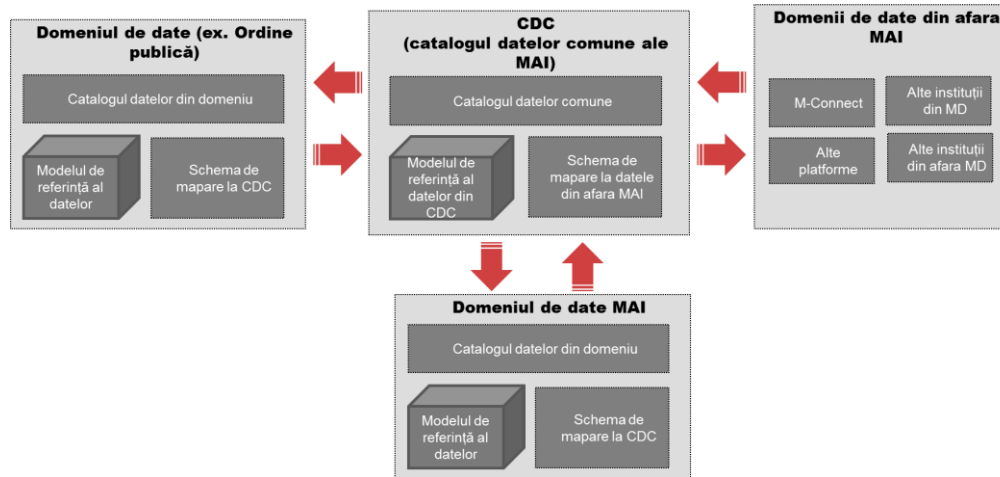 Domeniul de date (ex. Ordine
publică)
Catalogul datelor din domeniu
Modelul de
referință al
datelor
Schema de
mapare la CDC
CDC
(catalogul datelor comune ale
MAI)
Catalogul datelor comune
Modelul de
referință al
datelor din
CDC
Schema de
mapare la datele
din afara MAI
Domenii de date din afara
MAI
M-Connect
Alte instituții
din MD
Alte
platforme
Alte instituții
din afara MD
Domeniul de date MAI
Catalogul datelor din domeniu
Modelul de
referință al
datelor
Schema de
mapare la CDC